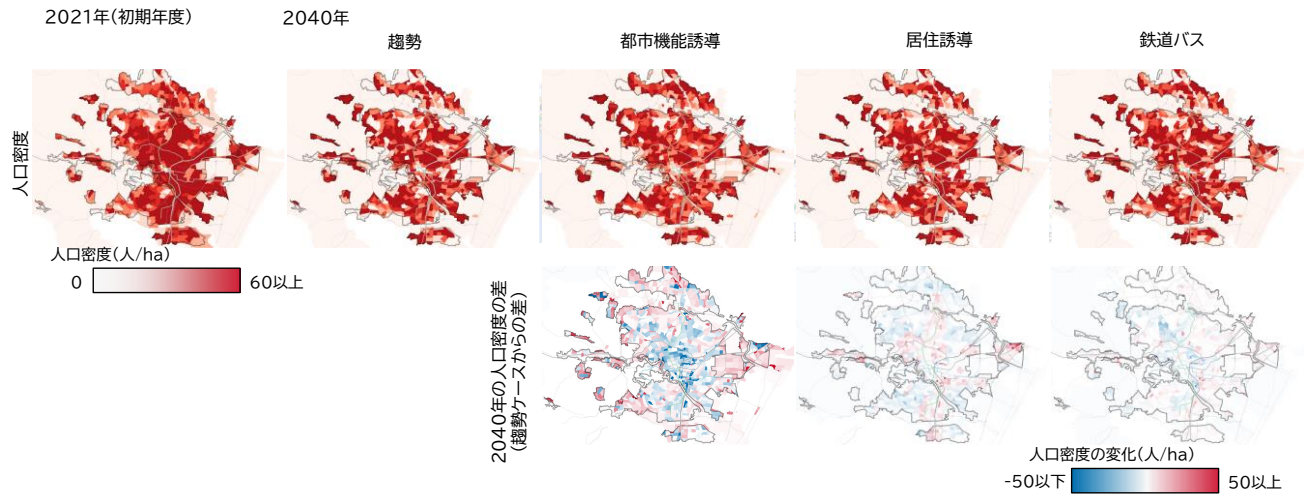 2021年(初期年度)
2040年
趨勢
都市機能誘導
居住誘導
鉄道バス
人口密度
人口密度(人/ha)
0
60以上
2040年の人口密度の差
(趨勢ケースからの差)
人口密度の変化(人/ha)
-50以下
50以上